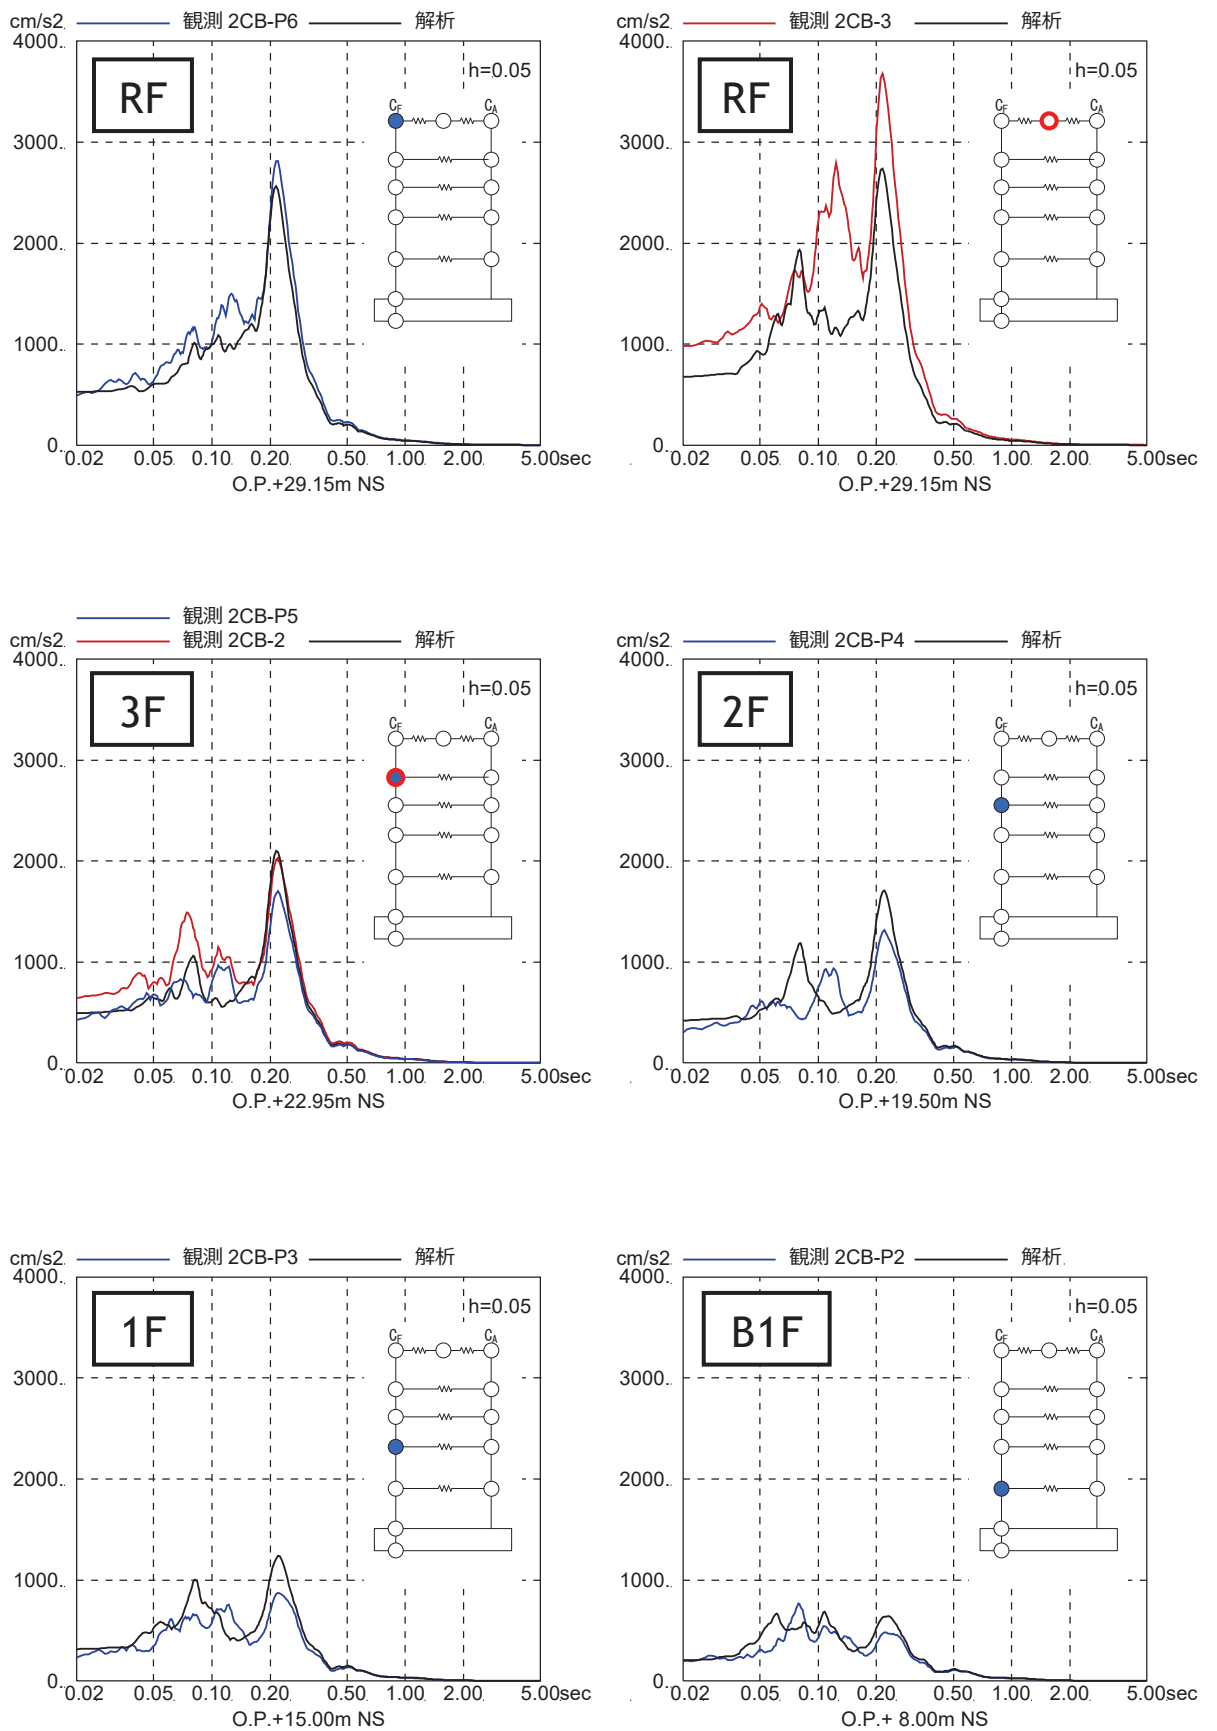 cm/s2 観測 2CB-P6 解析
4000.
RF
h=0.05
CF CA
3000.
2000.
1000.
0.
0.02 0.05 0.10 0.20 0.50 1.00 2.00 5.00sec
O.P.+29.15m NS
cm/s2 観測 2CB-3 解析
4000.
RF
h=0.05
CF CA
3000.
2000.
1000.
0.
0.02 0.05 0.10 0.20 0.50 1.00 2.00 5.00sec
O.P.+29.15m NS
観測 2CB-P5
cm/s2 観測 2CB-2 解析
4000.
3F
h=0.05
CF CA
3000.
2000.
1000.
0.
0.02 0.05 0.10 0.20 0.50 1.00 2.00 5.00sec
O.P.+22.95m NS
cm/s2 観測 2CB-P4 解析
4000.
2F
h=0.05
CF CA
3000.
2000.
1000.
0.
0.02 0.05 0.10 0.20 0.50 1.00 2.00 5.00sec
O.P.+19.50m NS
cm/s2 観測 2CB-P3 解析
4000.
1F
h=0.05
CF CA
3000.
2000.
1000.
0.
0.02 0.05 0.10 0.20 0.50 1.00 2.00 5.00sec
O.P.+15.00m NS
cm/s2 観測 2CB-P2 解析
4000.
B1F
h=0.05
CF CA
3000.
2000.
1000.
0.
0.02 0.05 0.10 0.20 0.50 1.00 2.00 5.00sec
O.P.+ 8.00m NS